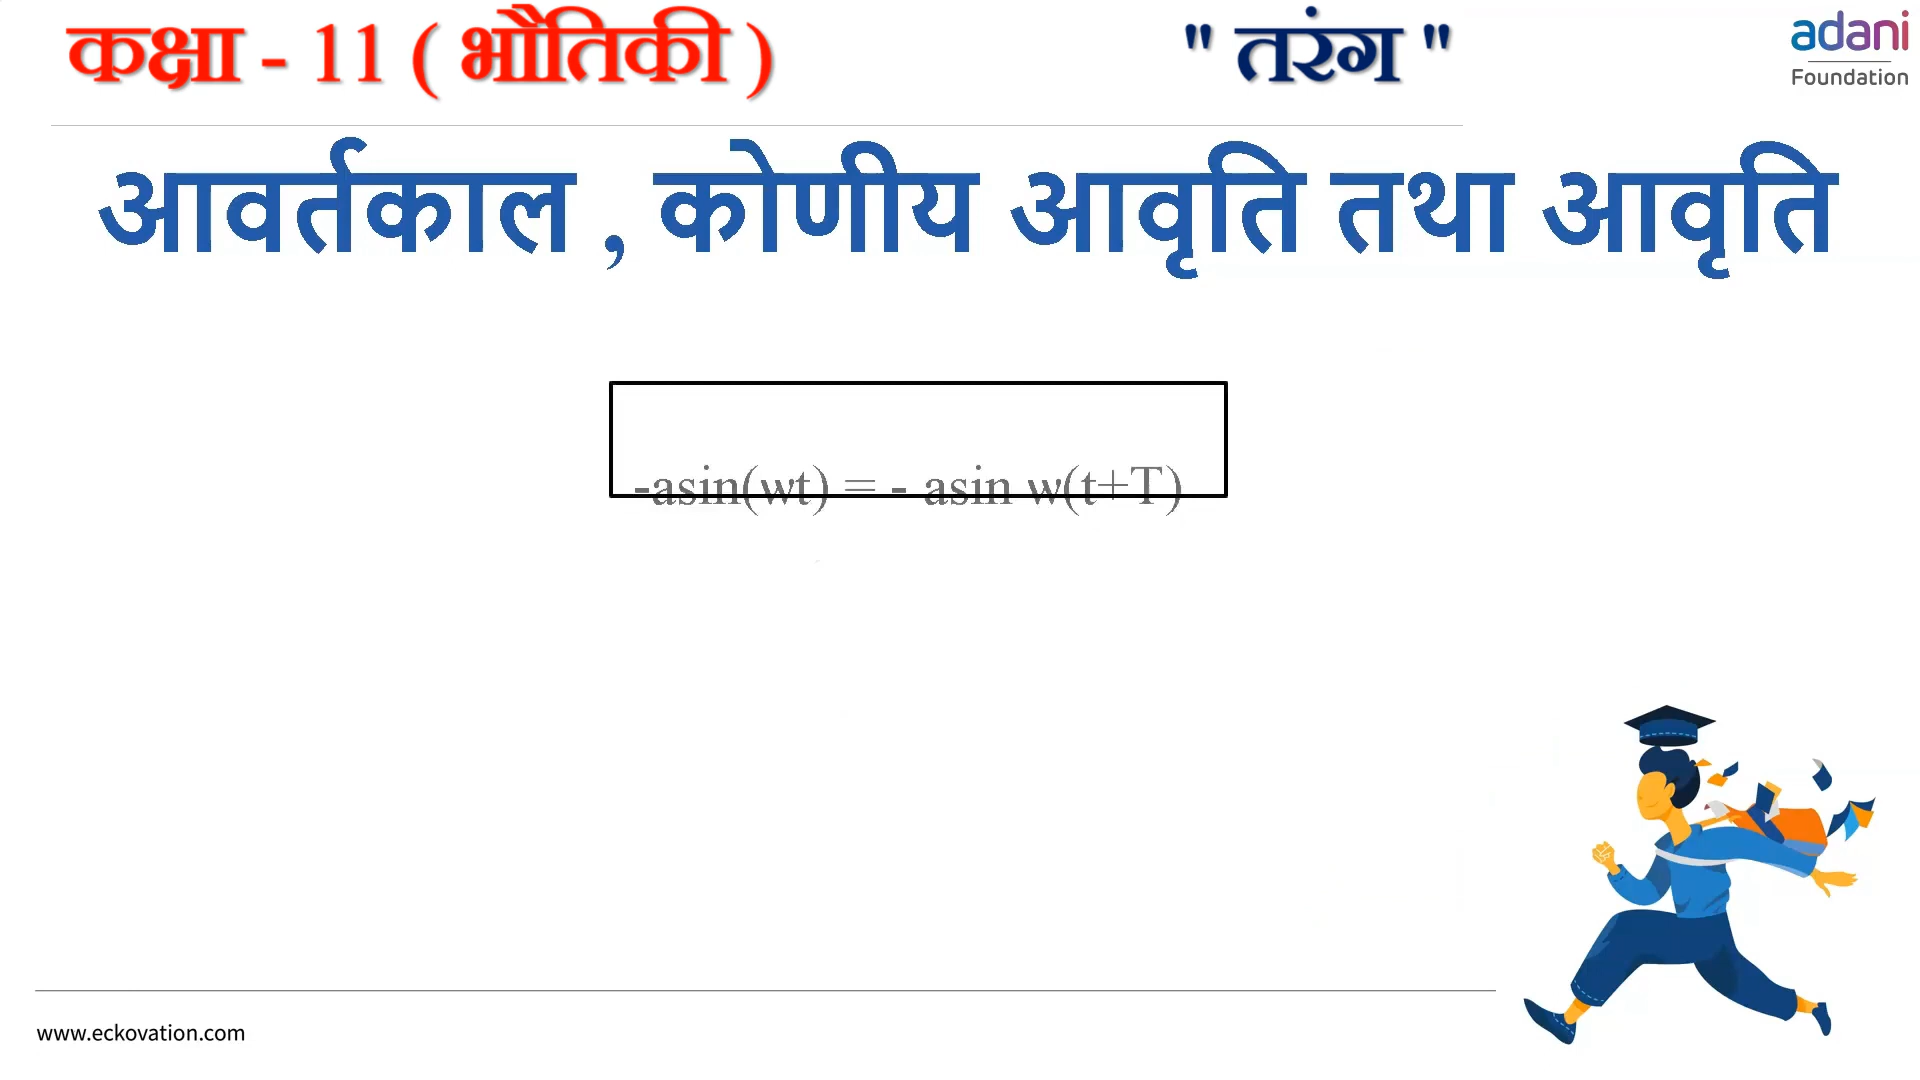 कक्षा - 11 ( भौतिकी )
" तरंग "
adani
Foundation
आवर्तकाल , कोणीय आवृति तथा आवृति
-asin(wt) = - asin w(t+T)
www.eckovation.com